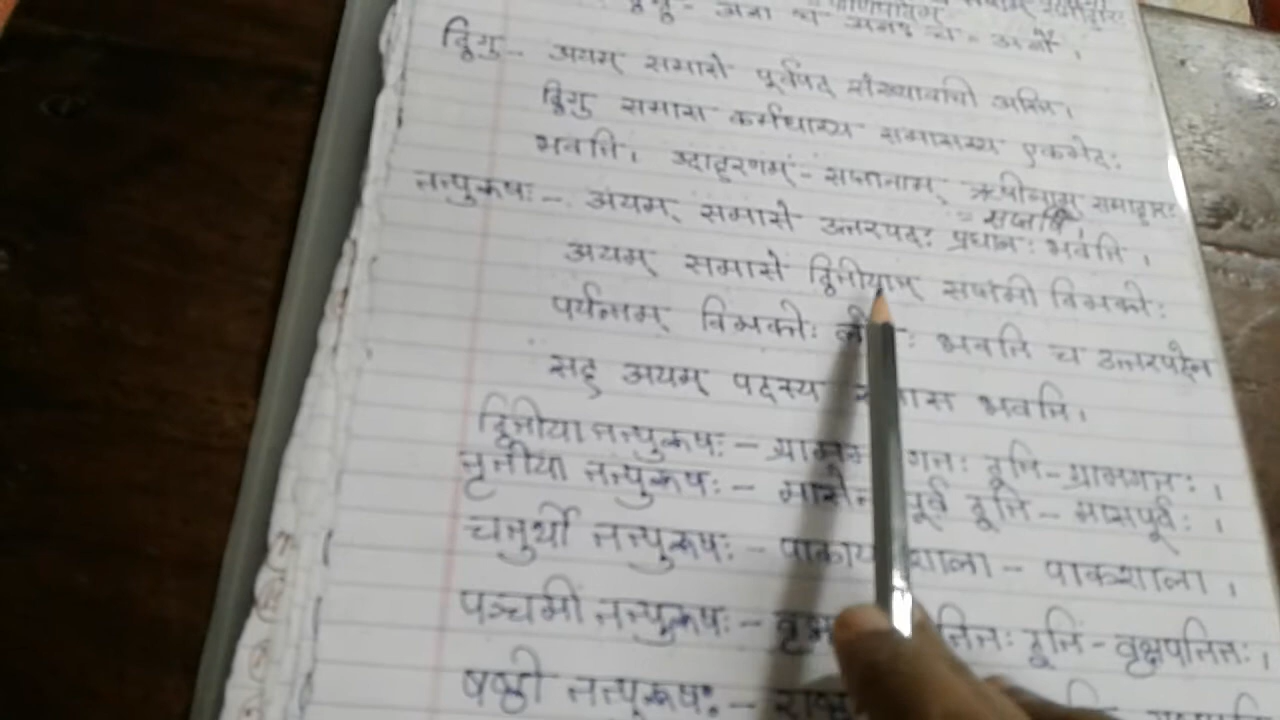 द्विगु - अयम् समासे पूर्वपद संख्यावाची अस्ति।
द्विगु समास कर्मधारय समासस्य एकभेदः
भवति। उदाहरणम् - सप्तानाम् ऋषीणाम् समाहारः
= सप्तर्षि।
तत्पुरूषः - अयम् समासे उत्तरपदः प्रधानः भवति।
अयम् समासे द्वितीयाम् सप्तमी विभक्तेः
पर्यन्तम् विभक्तेः भवति च उत्तरपदेन
सह अयम् पदस्य भवति।
द्वितीया तत्पुरूषः - गतः इति - ग्रामगतः।
तृतीया तत्पुरूषः - मासेन पूर्व इति - मासपूर्वः।
चतुर्थी तत्पुरूषः - पाकाय शाला - पाकशाला।
पञ्चमी तत्पुरूषः - इति - वृक्षपतितः।
षष्ठी तत्पुरूषः -